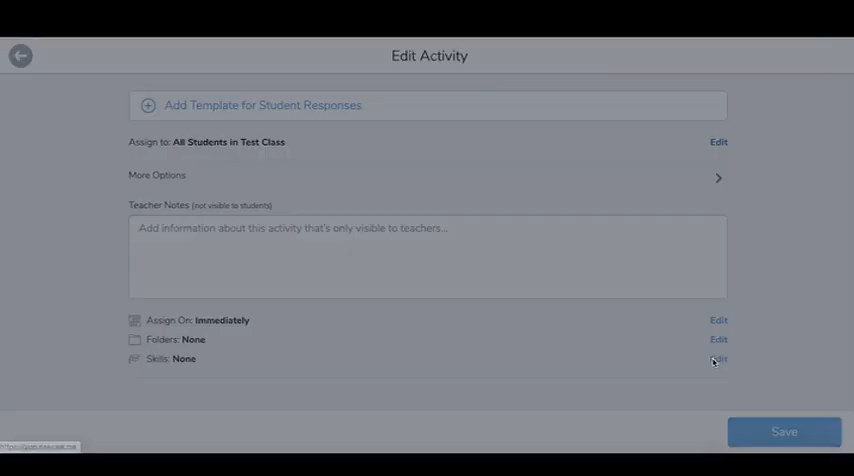 Edit Activity
Add Template for Student Responses
Assign to: All Students in Test Class Edit
More Options
Teacher Notes (not visible to students)
Add information about this activity that's only visible to teachers...
Assign On: Immediately Edit
Folders: None Edit
Skills: None Edit
Save